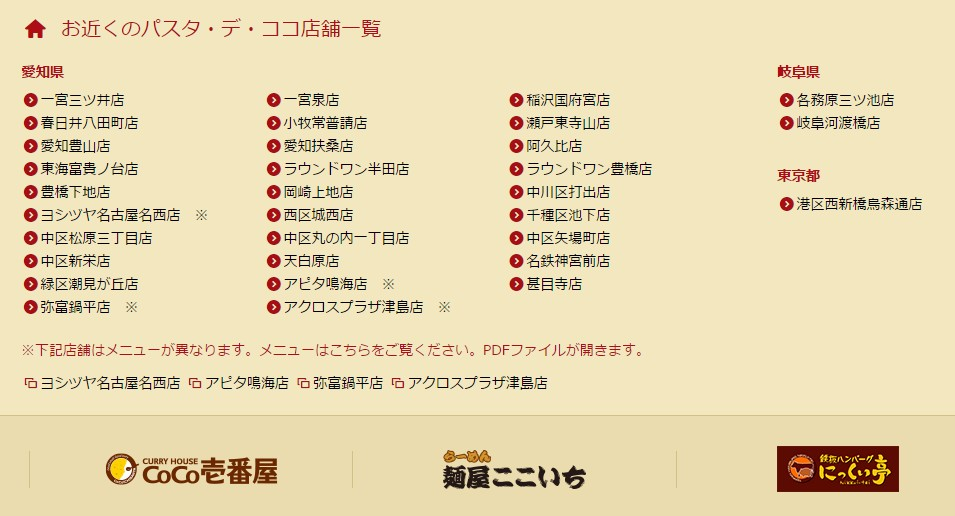 お近くのパスタ・デ・ココ店舗一覧
愛知県
一宮三ツ井店 一宮泉店 稲沢国府宮店
春日井八田町店 小牧常普請店 瀬戸東寺山店
愛知豊山店 愛知扶桑店 阿久比店
東海富貴ノ台店 ラウンドワン半田店 ラウンドワン豊橋店
豊橋下地店 岡崎上地店 中川区打出店
ヨシヅヤ名古屋名西店 ※ 西区城西店 千種区池下店
中区松原三丁目店 中区丸の内一丁目店 中区矢場町店
中区新栄店 天白原店 名鉄神宮前店
緑区潮見が丘店 アピタ鳴海店 ※ 甚目寺店
弥富鍋平店 ※ アクロスプラザ津島店 ※
岐阜県
各務原三ツ池店
岐阜河渡橋店
東京都
港区西新橋烏森通店
※下記店舗はメニューが異なります。メニューはこちらをご覧ください。PDFファイルが開きます。
ヨシヅヤ名古屋名西店 アピタ鳴海店 弥富鍋平店 アクロスプラザ津島店
CURRY HOUSE
CoCo壱番屋
らーめん
麺屋ここいち
鉄板ハンバーグ
にっくい亭